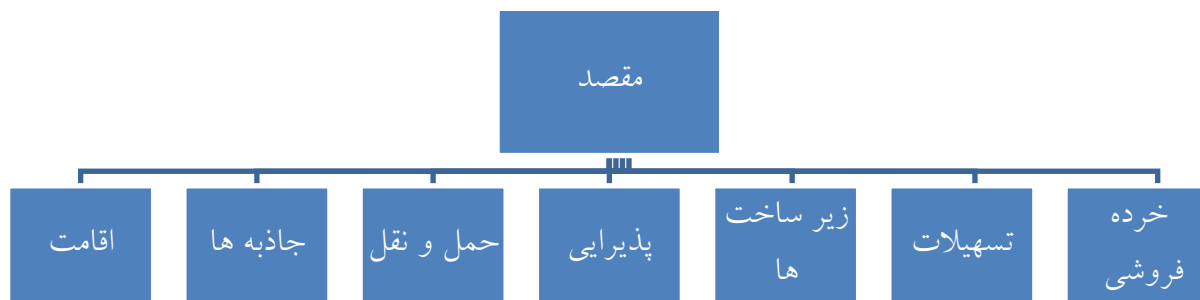 مقصد
خرده
فروشی
تسهیلات
زیر ساخت
ها
پذیرایی
حمل و نقل
جاذبه ها
اقامت